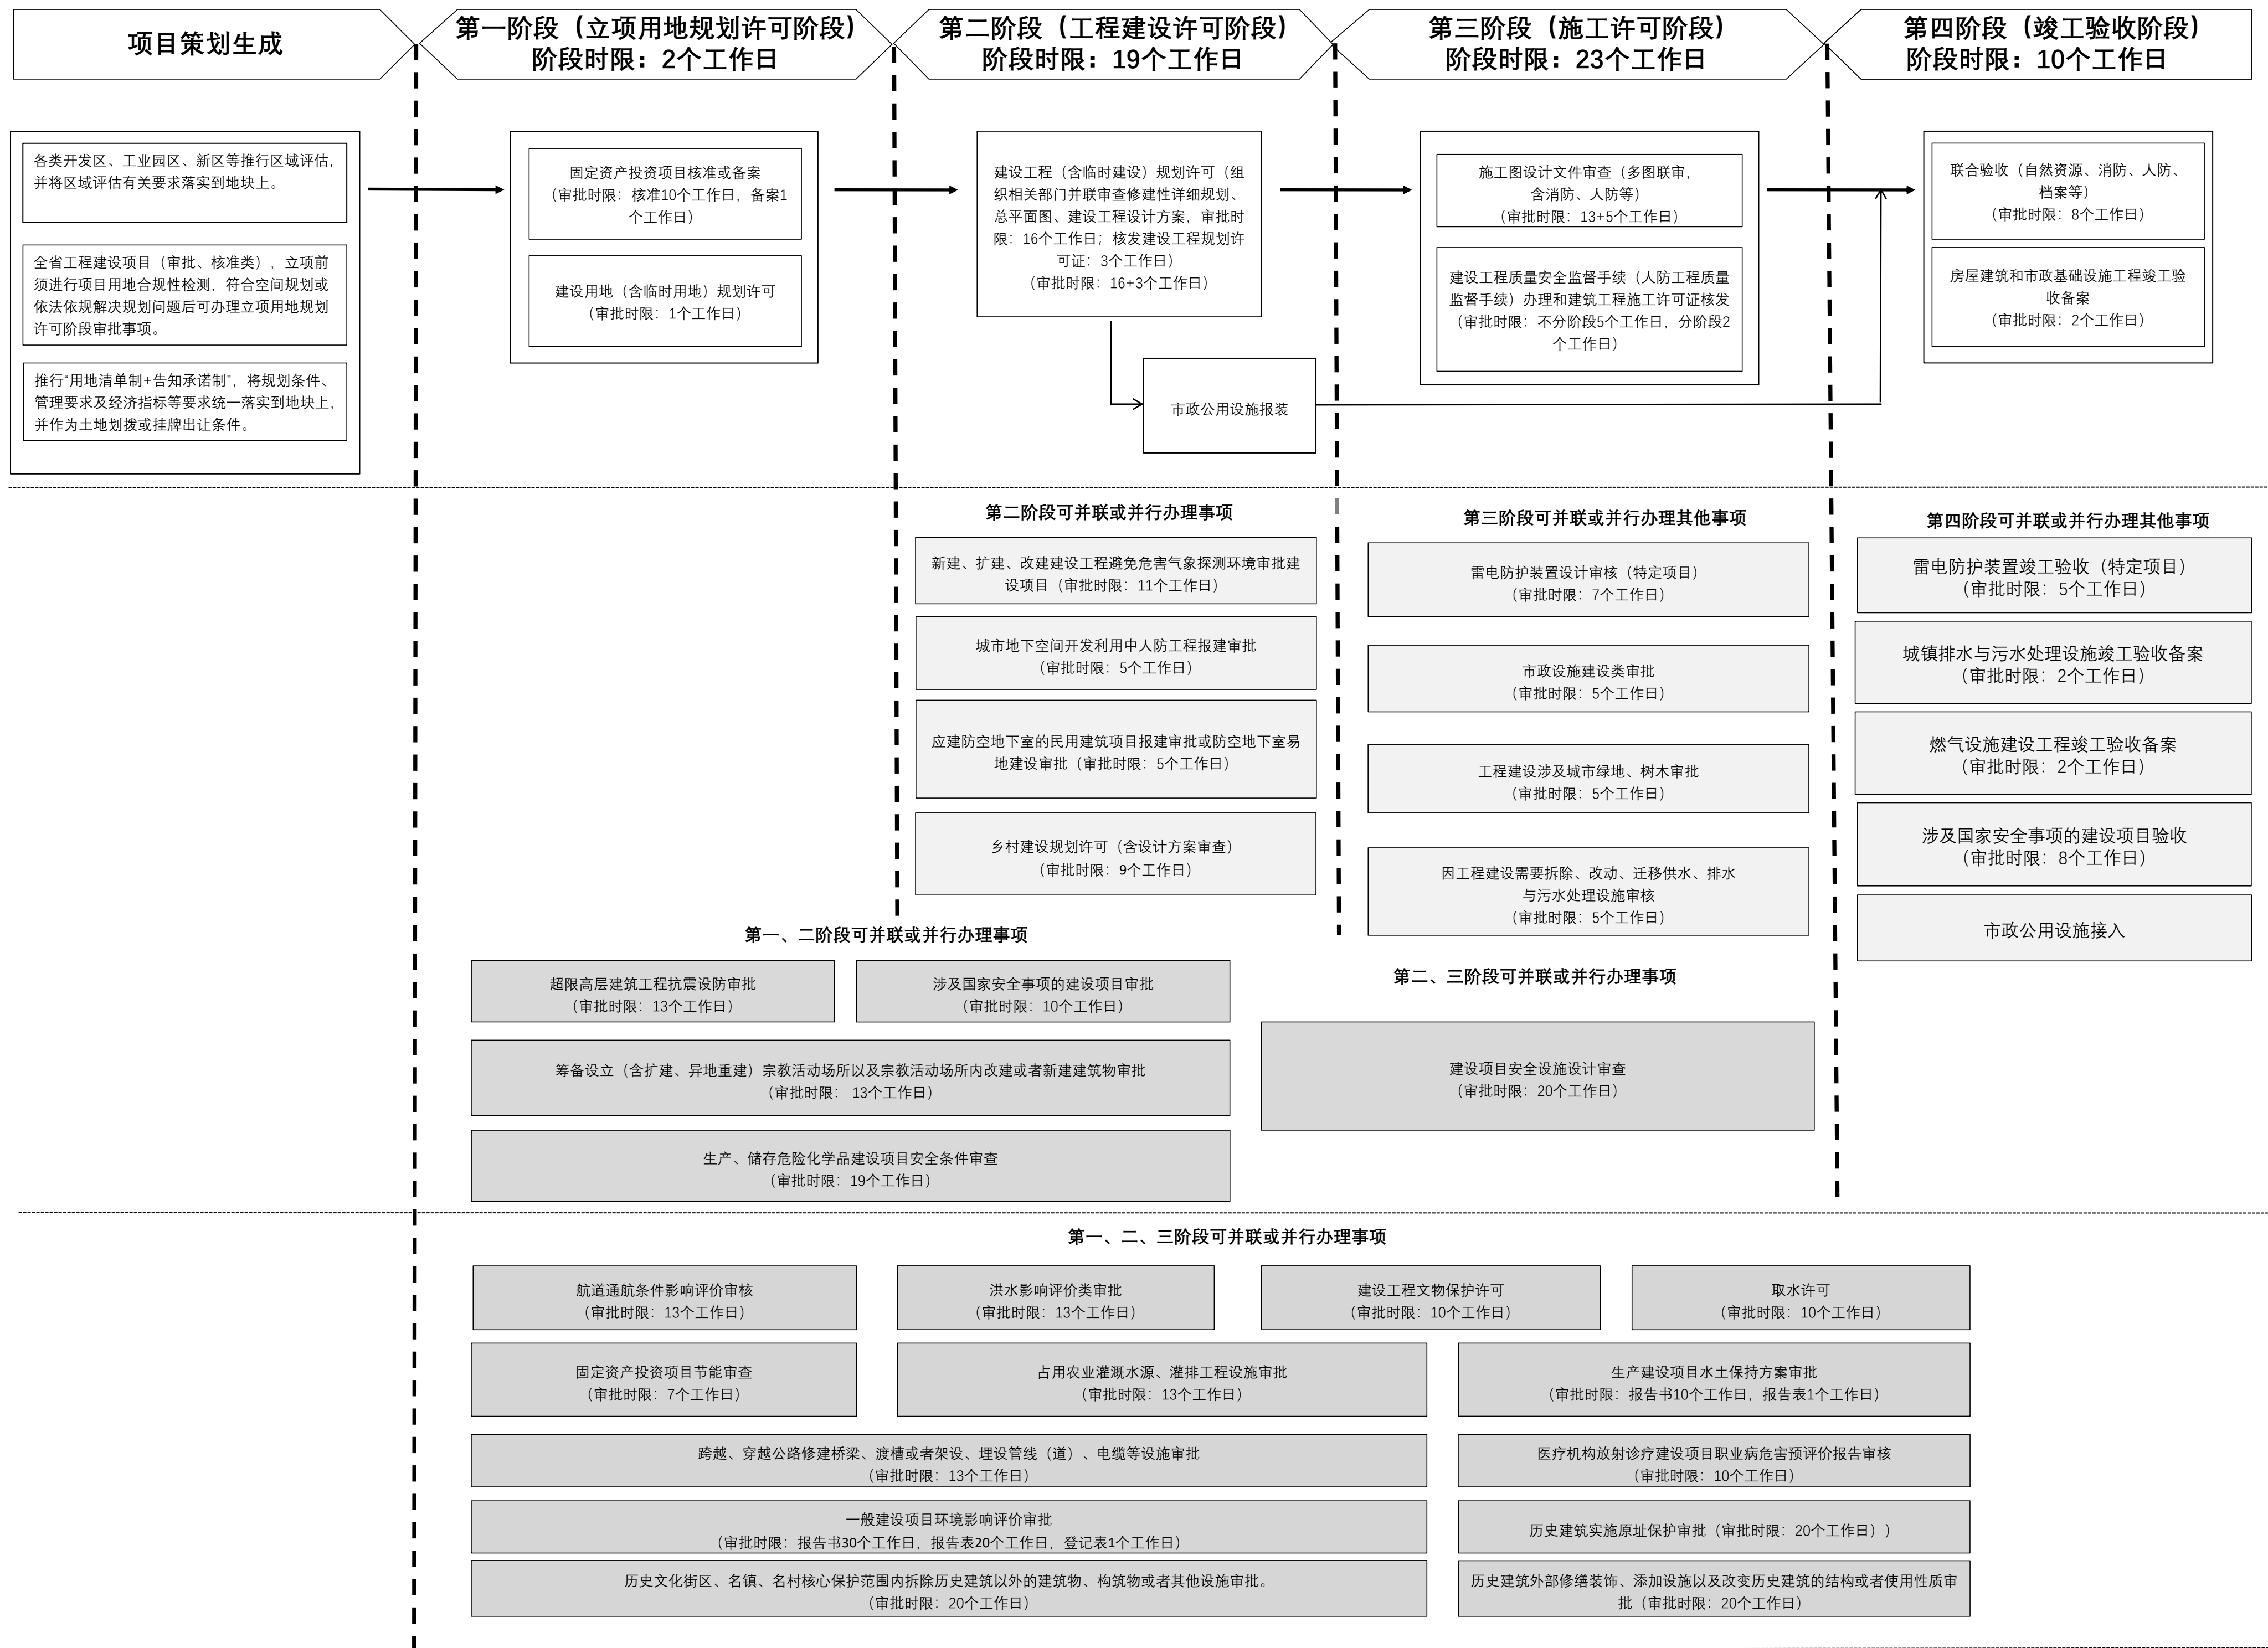 项目策划生成
第一阶段（立项用地规划许可阶段）
阶段时限：2个工作日
第二阶段（工程建设许可阶段）
阶段时限：19个工作日
第三阶段（施工许可阶段）
阶段时限：23个工作日
第四阶段（竣工验收阶段）
阶段时限：10个工作日
各类开发区、工业园区、新区等推行区域评估，
并将区域评估有关要求落实到地块上。
全省工程建设项目（审批、核准类），立项前
须进行项目用地合规性检测，符合空间规划或
依法依规解决规划问题后可办理立项用地规划
许可阶段审批事项。
推行“用地清单制+告知承诺制”，将规划条件、
管理要求及经济指标等要求统一落实到地块上，
并作为土地划拨或挂牌出让条件。
固定资产投资项目核准或备案
（审批时限：核准10个工作日，备案1
个工作日）
建设用地（含临时用地）规划许可
（审批时限：1个工作日）
建设工程（含临时建设）规划许可（组
织相关部门并联审查修建性详细规划、
总平面图、建设工程设计方案，审批时
限：16个工作日；核发建设工程规划许
可证：3个工作日）
（审批时限：16+3个工作日）
市政公用设施报装
施工图设计文件审查（多图联审，
含消防、人防等）
（审批时限：13+5个工作日）
建设工程质量安全监督手续（人防工程质量
监督手续）办理和建筑工程施工许可证核发
（审批时限：不分阶段5个工作日，分阶段2
个工作日）
联合验收（自然资源、消防、人防、
档案等）
（审批时限：8个工作日）
房屋建筑和市政基础设施工程竣工验
收备案
（审批时限：2个工作日）
第二阶段可并联或并行办理事项
新建、扩建、改建建设工程避免危害气象探测环境审批建
设项目（审批时限：11个工作日）
城市地下空间开发利用中人防工程报建审批
（审批时限：5个工作日）
应建防空地下室的民用建筑项目报建审批或防空地下室易
地建设审批（审批时限：5个工作日）
乡村建设规划许可（含设计方案审查）
（审批时限：9个工作日）
第三阶段可并联或并行办理其他事项
雷电防护装置设计审核（特定项目）
（审批时限：7个工作日）
市政设施建设类审批
（审批时限：5个工作日）
工程建设涉及城市绿地、树木审批
（审批时限：5个工作日）
因工程建设需要拆除、改动、迁移供水、排水
与污水处理设施审核
（审批时限：5个工作日）
第四阶段可并联或并行办理其他事项
雷电防护装置竣工验收（特定项目）
（审批时限：5个工作日）
城镇排水与污水处理设施竣工验收备案
（审批时限：2个工作日）
燃气设施建设工程竣工验收备案
（审批时限：2个工作日）
涉及国家安全事项的建设项目验收
（审批时限：8个工作日）
市政公用设施接入
第一、二阶段可并联或并行办理事项
超限高层建筑工程抗震设防审批
（审批时限：13个工作日）
涉及国家安全事项的建设项目审批
（审批时限：10个工作日）
筹备设立（含扩建、异地重建）宗教活动场所以及宗教活动场所内改建或者新建建筑物审批
（审批时限： 13个工作日）
生产、储存危险化学品建设项目安全条件审查
（审批时限：19个工作日）
第二、三阶段可并联或并行办理事项
建设项目安全设施设计审查
（审批时限：20个工作日）
第一、二、三阶段可并联或并行办理事项
航道通航条件影响评价审核
（审批时限：13个工作日）
洪水影响评价类审批
（审批时限：13个工作日）
建设工程文物保护许可
（审批时限：10个工作日）
取水许可
（审批时限：10个工作日）
固定资产投资项目节能审查
（审批时限：7个工作日）
占用农业灌溉水源、灌排工程设施审批
（审批时限：13个工作日）
生产建设项目水土保持方案审批
（审批时限：报告书10个工作日，报告表1个工作日）
跨越、穿越公路修建桥梁、渡槽或者架设、埋设管线（道）、电缆等设施审批
（审批时限：13个工作日）
医疗机构放射诊疗建设项目职业病危害预评价报告审核
（审批时限：10个工作日）
一般建设项目环境影响评价审批
（审批时限：报告书30个工作日，报告表20个工作日，登记表1个工作日）
历史建筑实施原址保护审批（审批时限：20个工作日））
历史文化街区、名镇、名村核心保护范围内拆除历史建筑以外的建筑物、构筑物或者其他设施审批。
（审批时限：20个工作日）
历史建筑外部修缮装饰、添加设施以及改变历史建筑的结构或者使用性质审
批（审批时限：20个工作日）